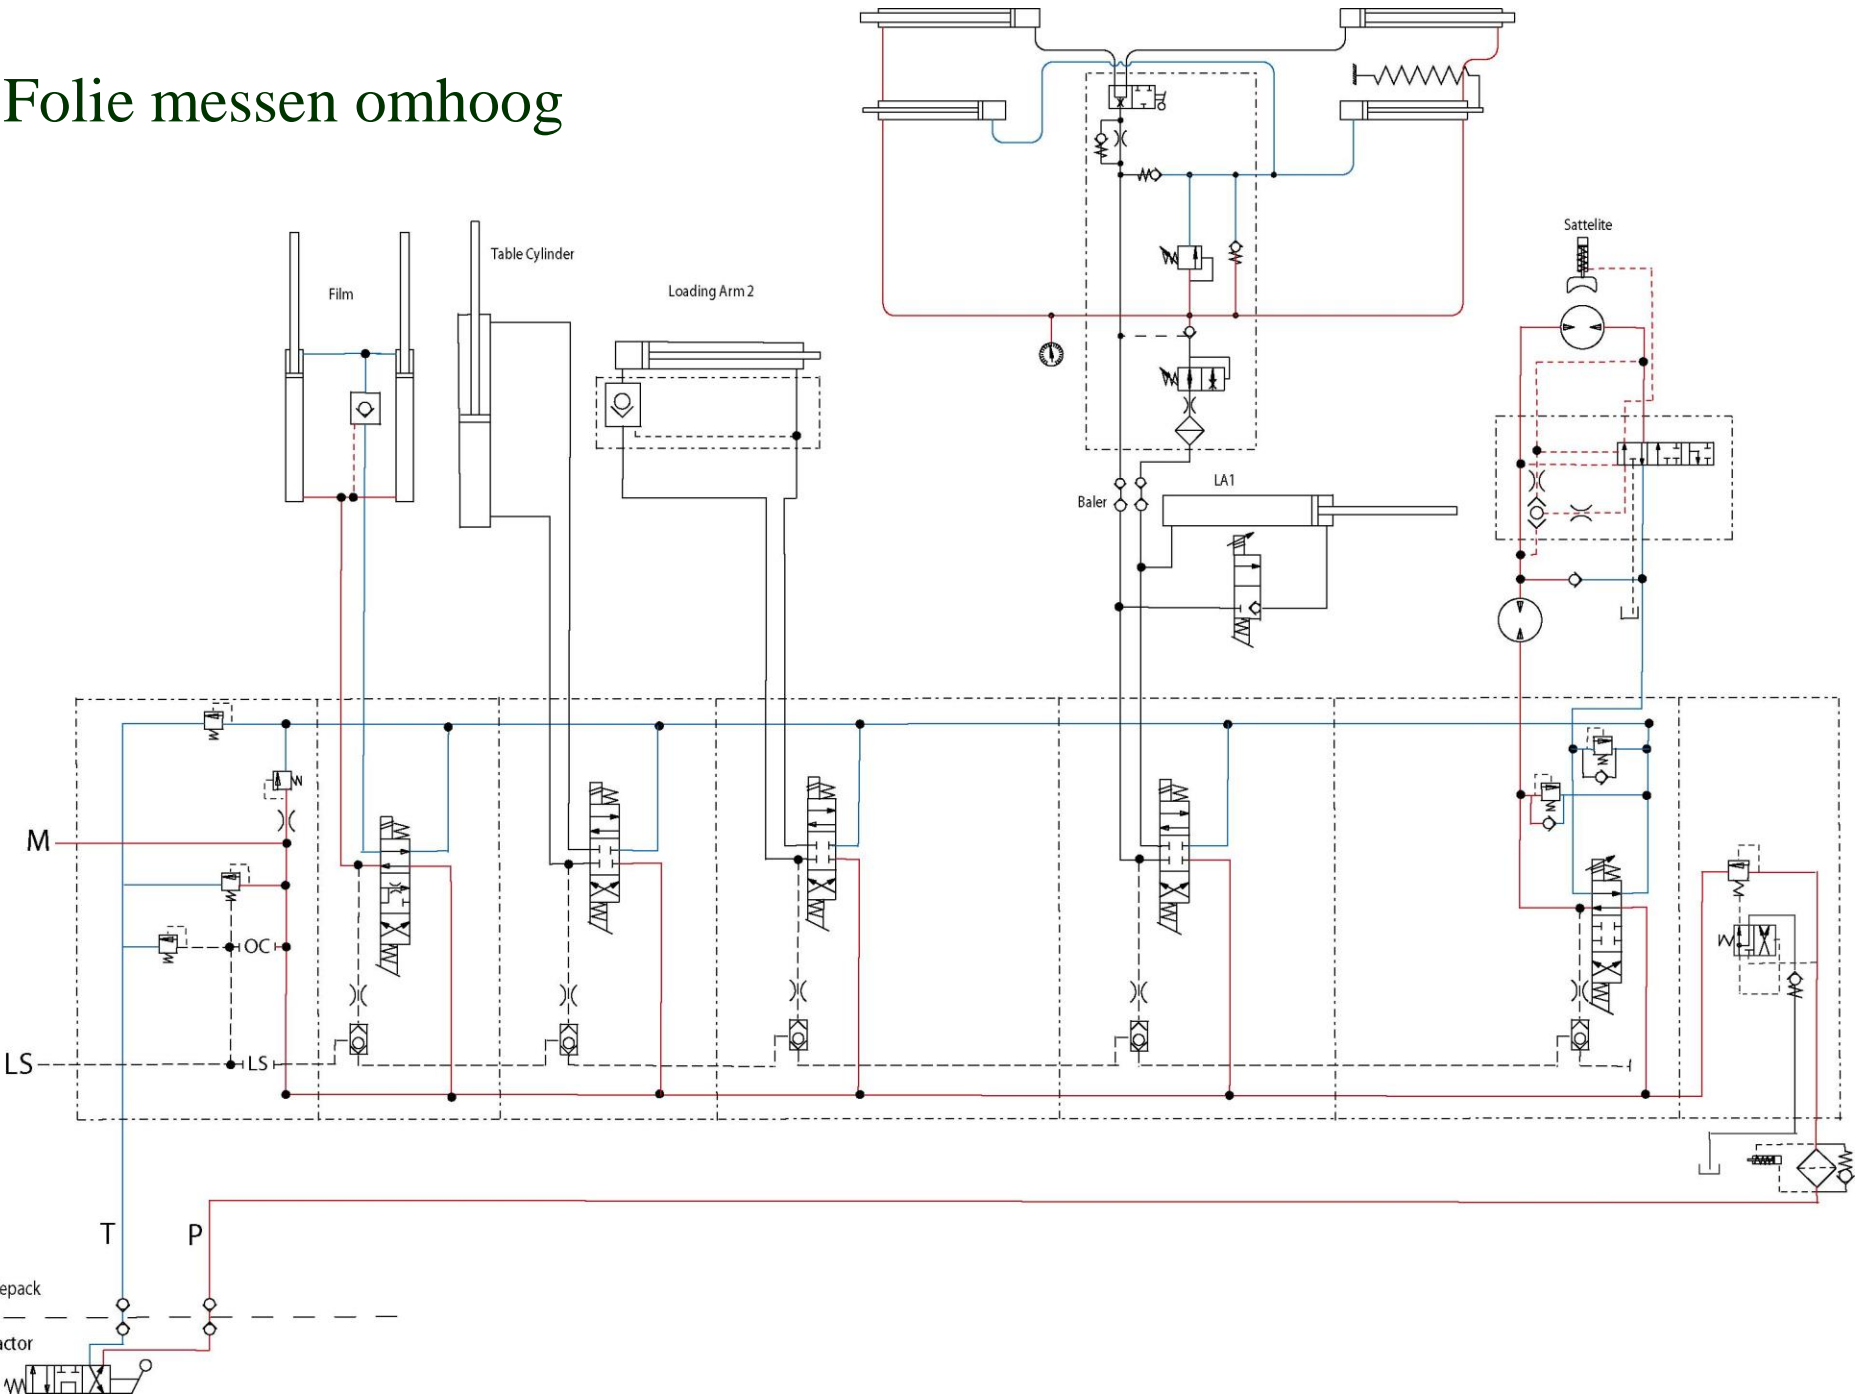 Folie messen omhoog
Sattelite
Table Cylinder
Film
Loading Arm 2
LA1
Baler
M
OC
LS
LS
T
P
epack
actor